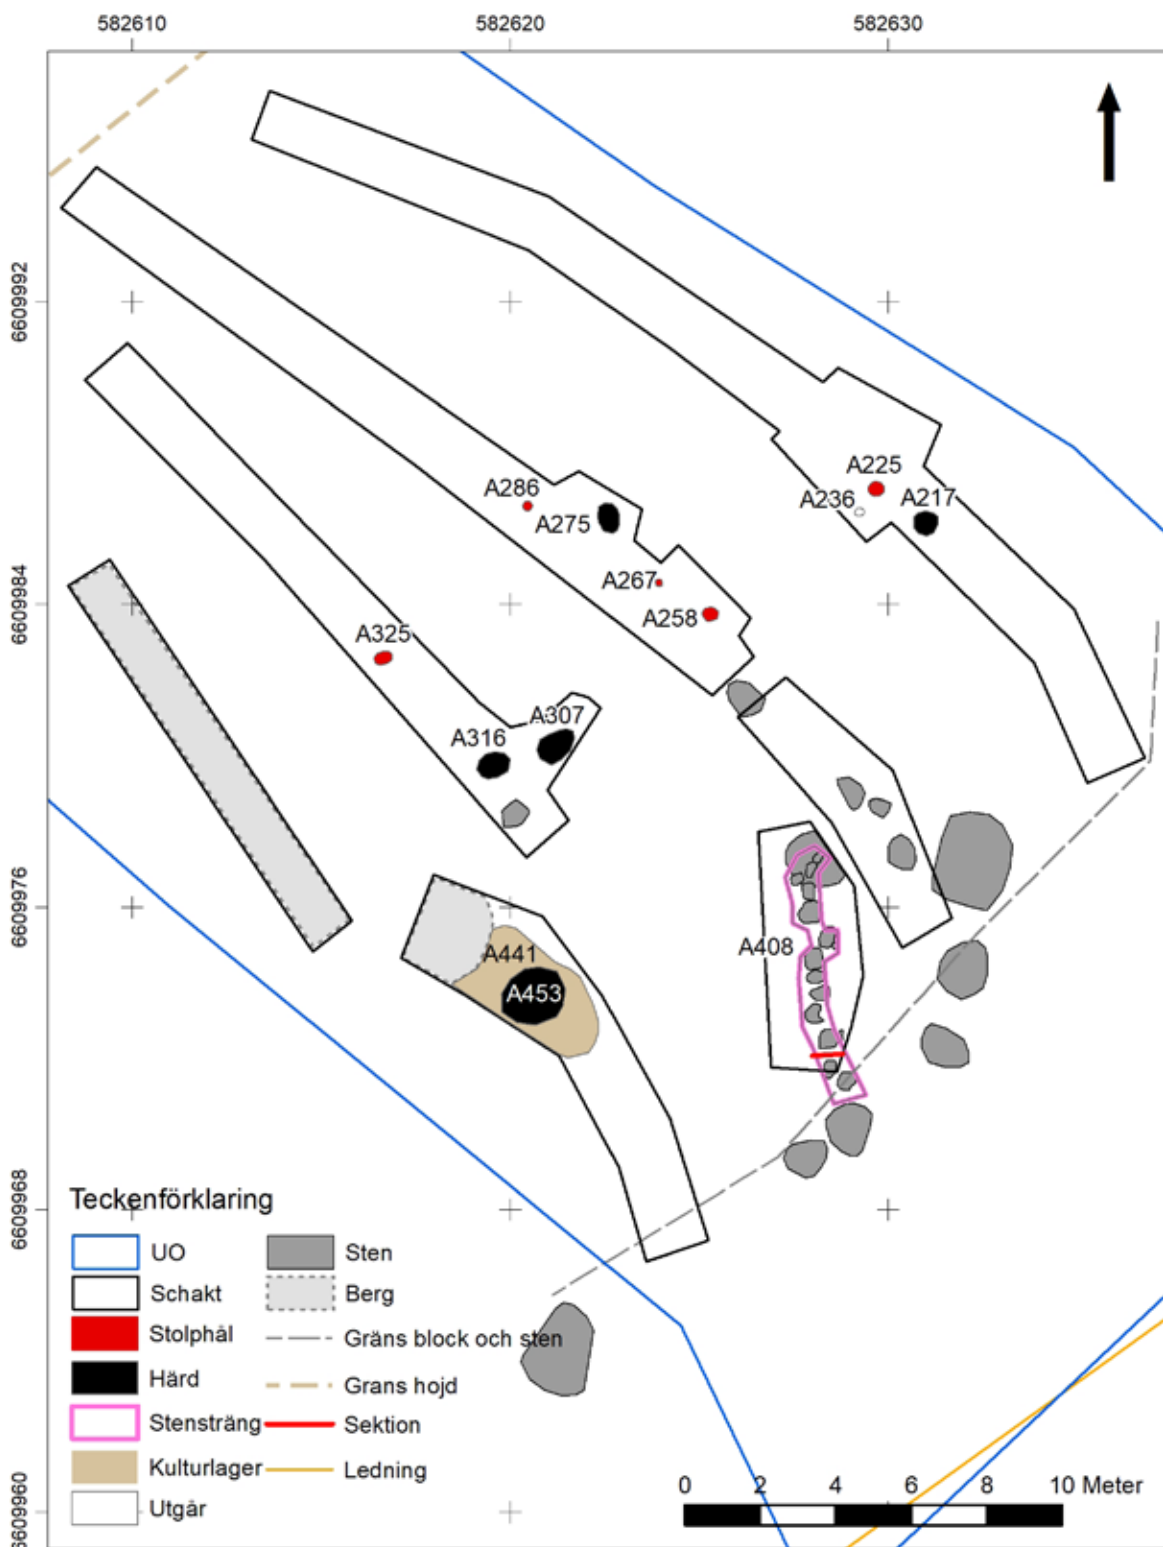 582610 582620 582630
6609992
A225
A286
A236 A217
A275
6609984
A267
A258
A325
A307
A316
6609976
A408
A441
A453
6609968
Teckenförklaring
UO
Schakt
Stolphål
Härd
Stensträng
Kulturlager
Utgår
Sten
Berg
Gräns block och sten
Grans hojd
Sektion
Ledning
0 2 4 6 8 10 Meter
6609960